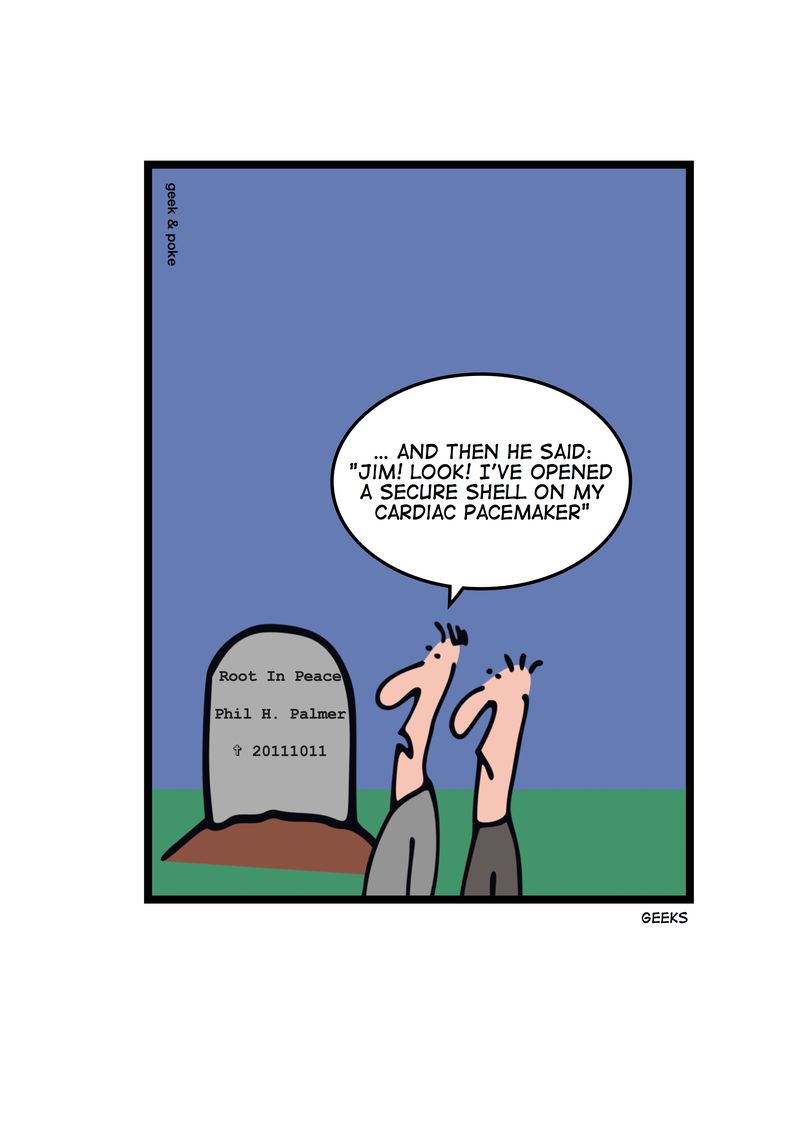 geek & poke
... AND THEN HE SAID:
"JIM! LOOK! I'VE OPENED
A SECURE SHELL ON MY
CARDIAC PACEMAKER"
Root In Peace
Phil H. Palmer
✞ 20111011
GEEKS